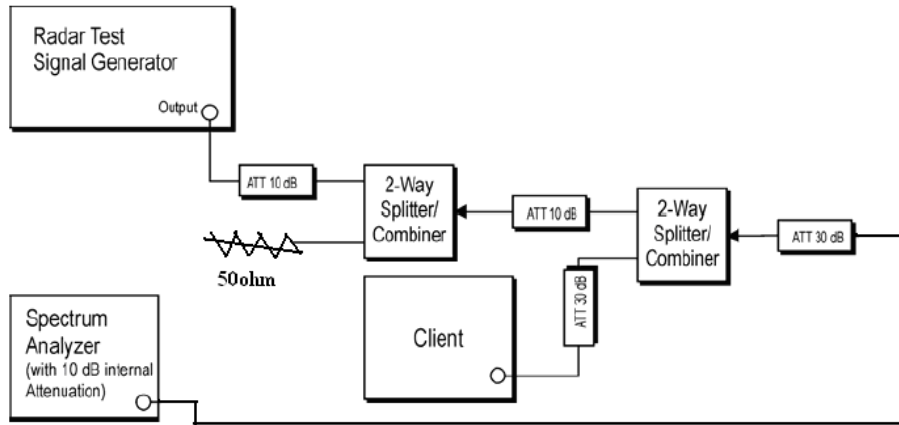 Radar Test
Signal Generator
Output
ATT 10 dB
2-Way
Splitter/
Combiner
ATT 10 dB
2-Way
Splitter/
Combiner
ATT 30 dB
50ohm
ATT 30 dB
Client
Spectrum
Analyzer
(with 10 dB internal
Attenuation)